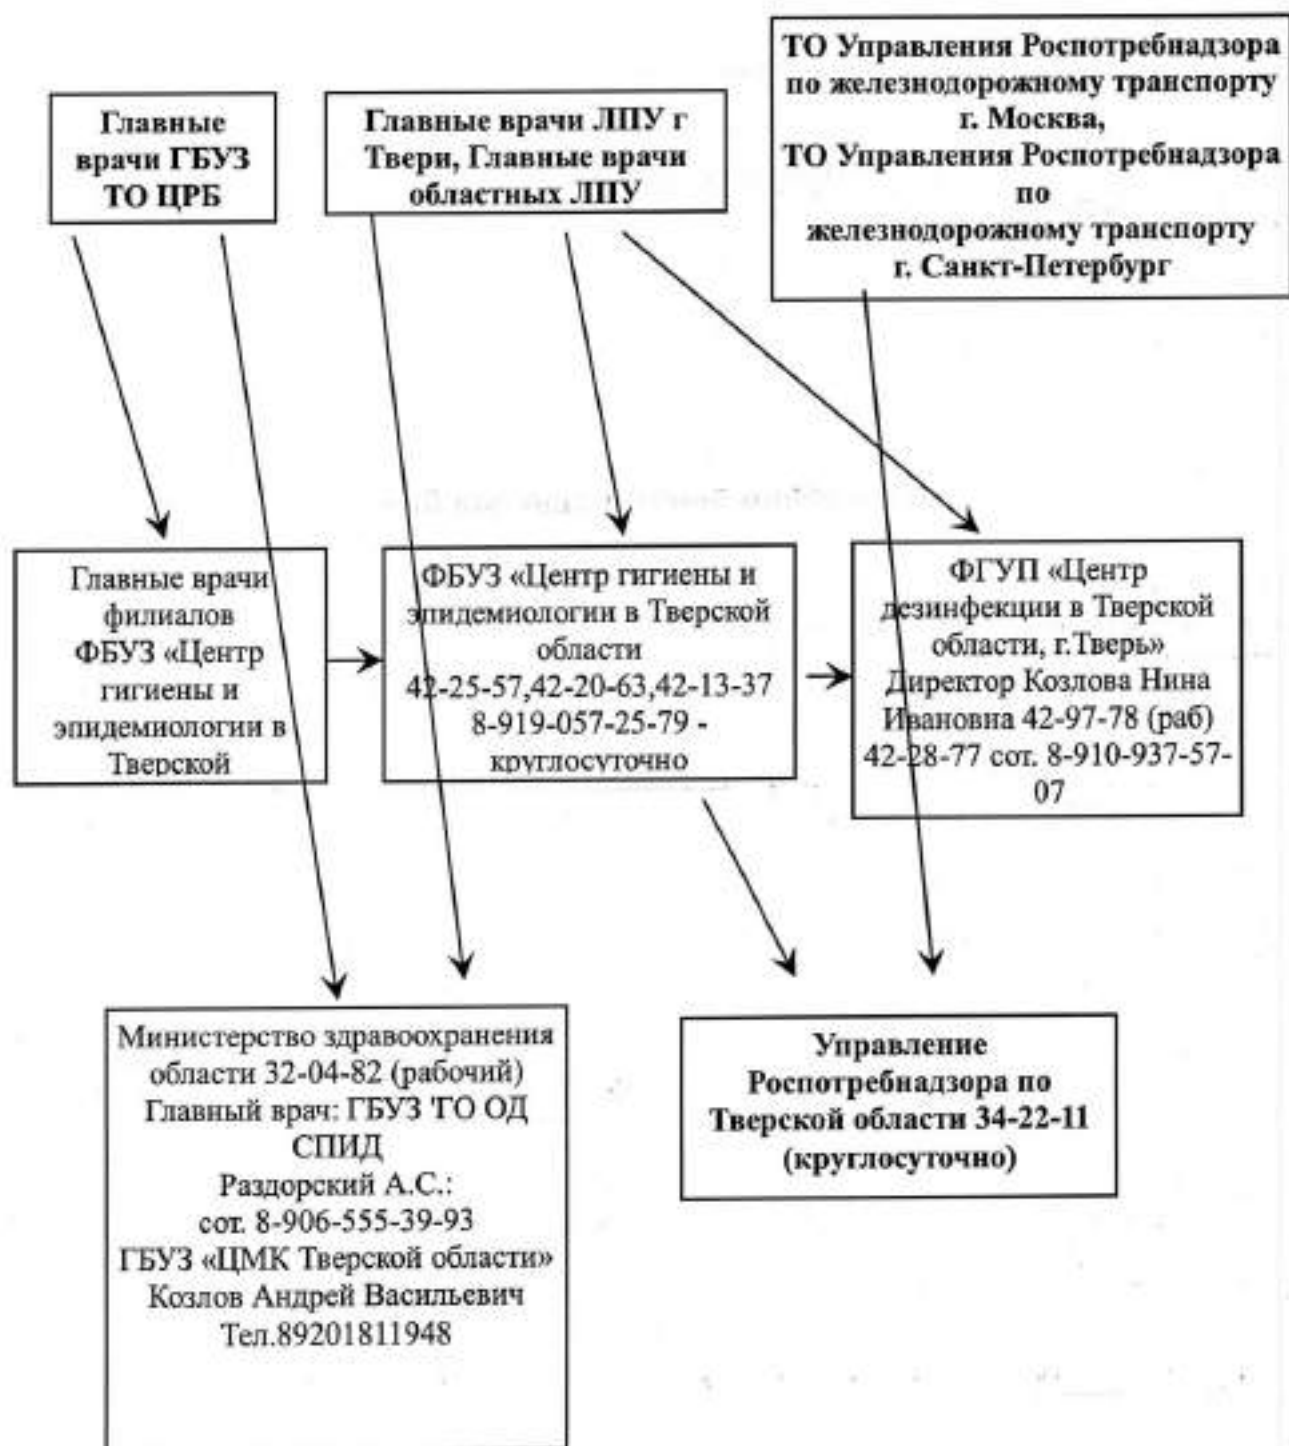 ТО Управления Роспотребнадзора
по железнодорожному транспорту
г. Москва,
ТО Управления Роспотребнадзора
по
железнодорожному транспорту
г. Санкт-Петербург
Главные
врачи ГБУЗ
ТО ЦРБ
Главные врачи ЛПУ г
Твери, Главные врачи
областных ЛПУ
Главные врачи
филиалов
ФБУЗ «Центр
гигиены и
эпидемиологии в
Тверской
ФБУЗ «Центр гигиены и
эпидемиологии в Тверской
области
42-25-57,42-20-63,42-13-37
8-919-057-25-79 -
круглосуточно
ФГУП «Центр
дезинфекции в Тверской
области, г.Тверь»
Директор Козлова Нина
Ивановна 42-97-78 (раб)
42-28-77 сот. 8-910-937-57-
07
Министерство здравоохранения
области 32-04-82 (рабочий)
Главный врач: ГБУЗ 'ТО ОД
СПИД
Раздорский А.С.:
сот. 8-906-555-39-93
ГБУЗ «ЦМК Тверской области»
Козлов Андрей Васильевич
Тел.89201811948
Управление
Роспотребнадзора по
Тверской области 34-22-11
(круглосуточно)